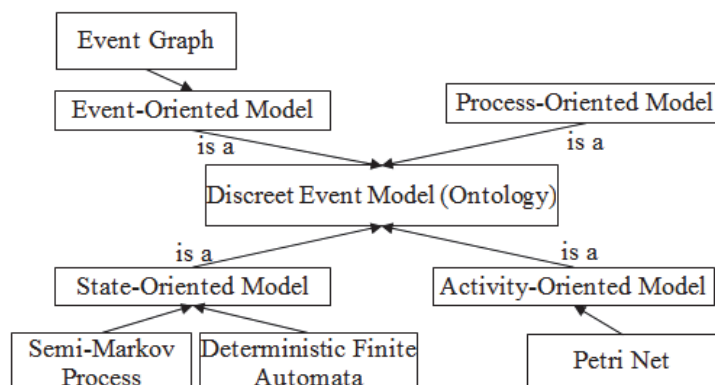 Event Graph
Event-Oriented Model
Process-Oriented Model
is a
is a
Discreet Event Model (Ontology)
is a
is a
State-Oriented Model
Activity-Oriented Model
Semi-Markov
Process
Deterministic Finite
Automata
Petri Net